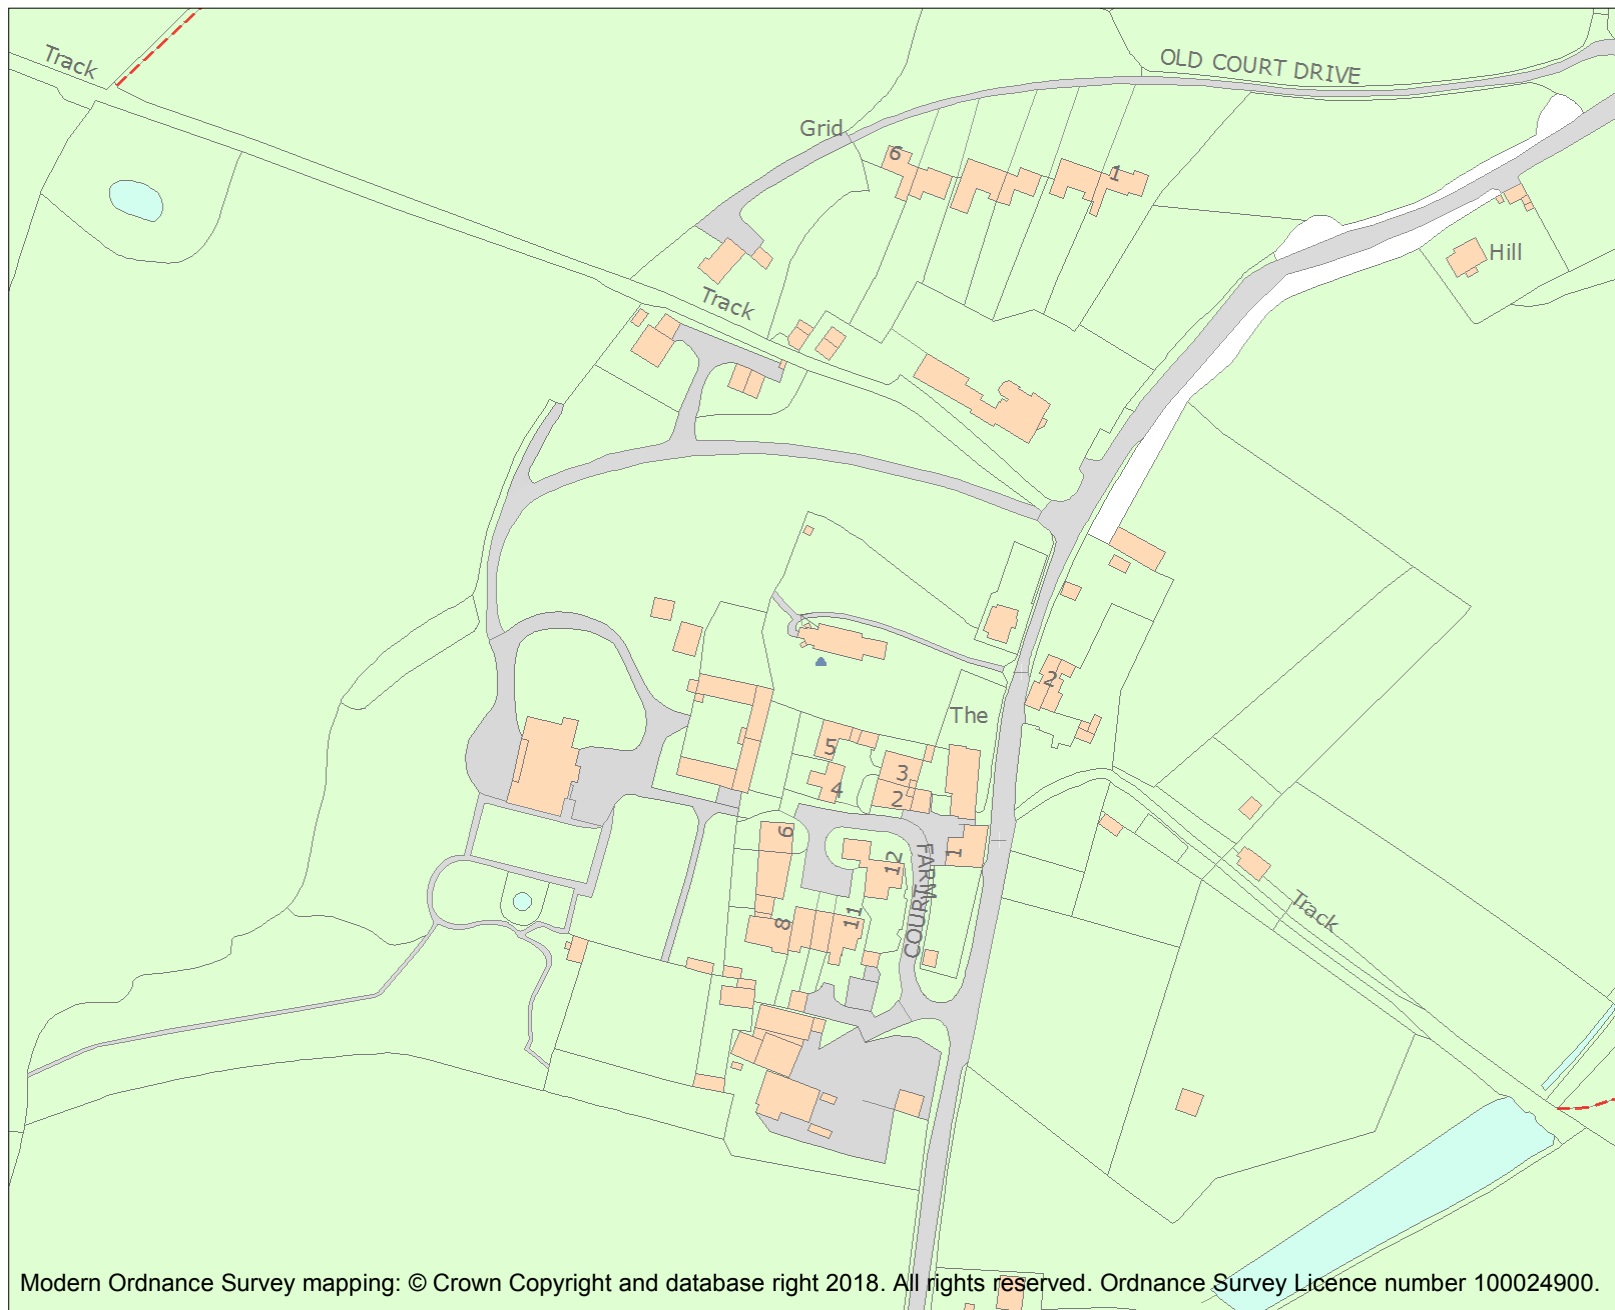 Track
OLD COURT DRIVE
Grid
6
1
Hill
Track
2
The
5
3
4
2
6
1
12
FARM
COURT
11
8
Track
Modern Ordnance Survey mapping: © Crown Copyright and database right 2018. All rights reserved. Ordnance Survey Licence number 100024900.